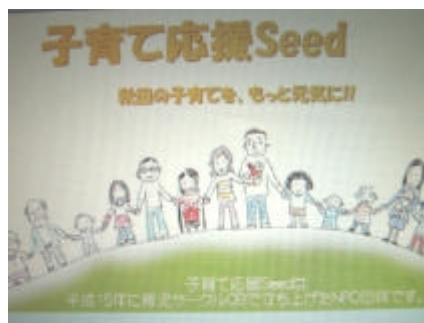 子育て応援Seed
秋田の子育てを、もっと元気に!!
子育て応援Seedは
平成15年に育児サークルOBで立ち上げたNPO団体です。